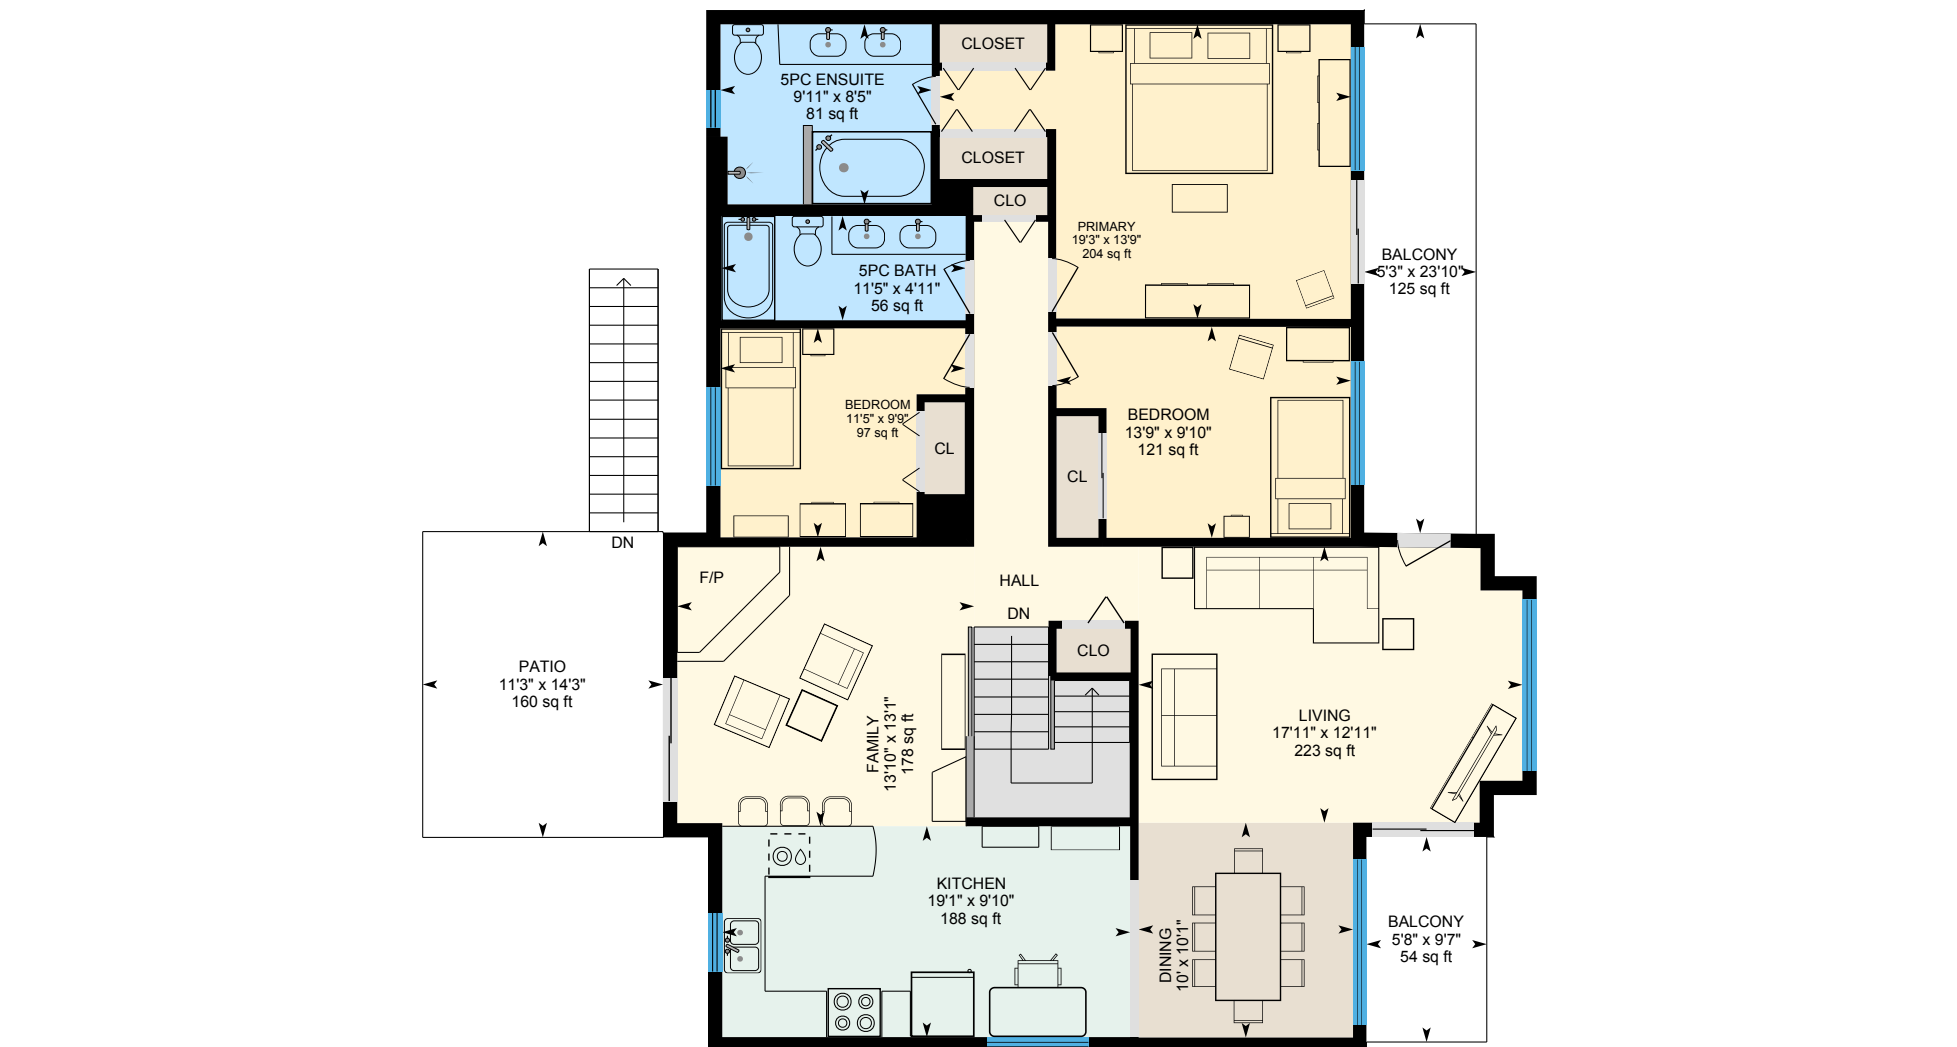 CLOSET
5PC ENSUITE
9'11" x 8'5"
81 sq ft
CLOSET
CLO
PRIMARY
19'3" x 13'9"
204 sq ft
BALCONY
5'3" x 23'10"
125 sq ft
5PC BATH
11'5" x 4'11"
56 sq ft
BEDROOM
11'5" x 9'9"
97 sq ft
CL
BEDROOM
13'9" x 9'10"
121 sq ft
CL
DN
F/P
HALL
DN
CLO
PATIO
11'3" x 14'3"
160 sq ft
FAMILY
13'10" x 13'1"
178 sq ft
LIVING
17'11" x 12'11"
223 sq ft
KITCHEN
19'1" x 9'10"
188 sq ft
DINING
10' x 10'1"
BALCONY
5'8" x 9'7"
54 sq ft